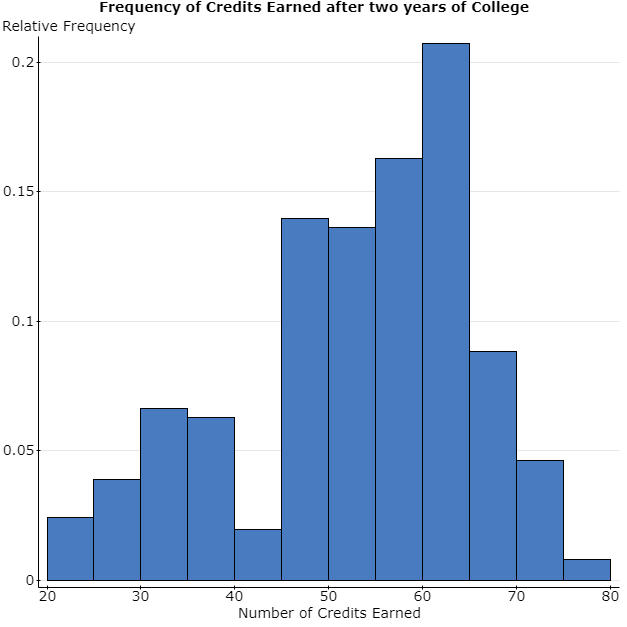 Frequency of Credits Earned after two years of College
Relative Frequency
0.2
0.15
0.1
0.05
0
20 30 40 50 60 70 80
Number of Credits Earned